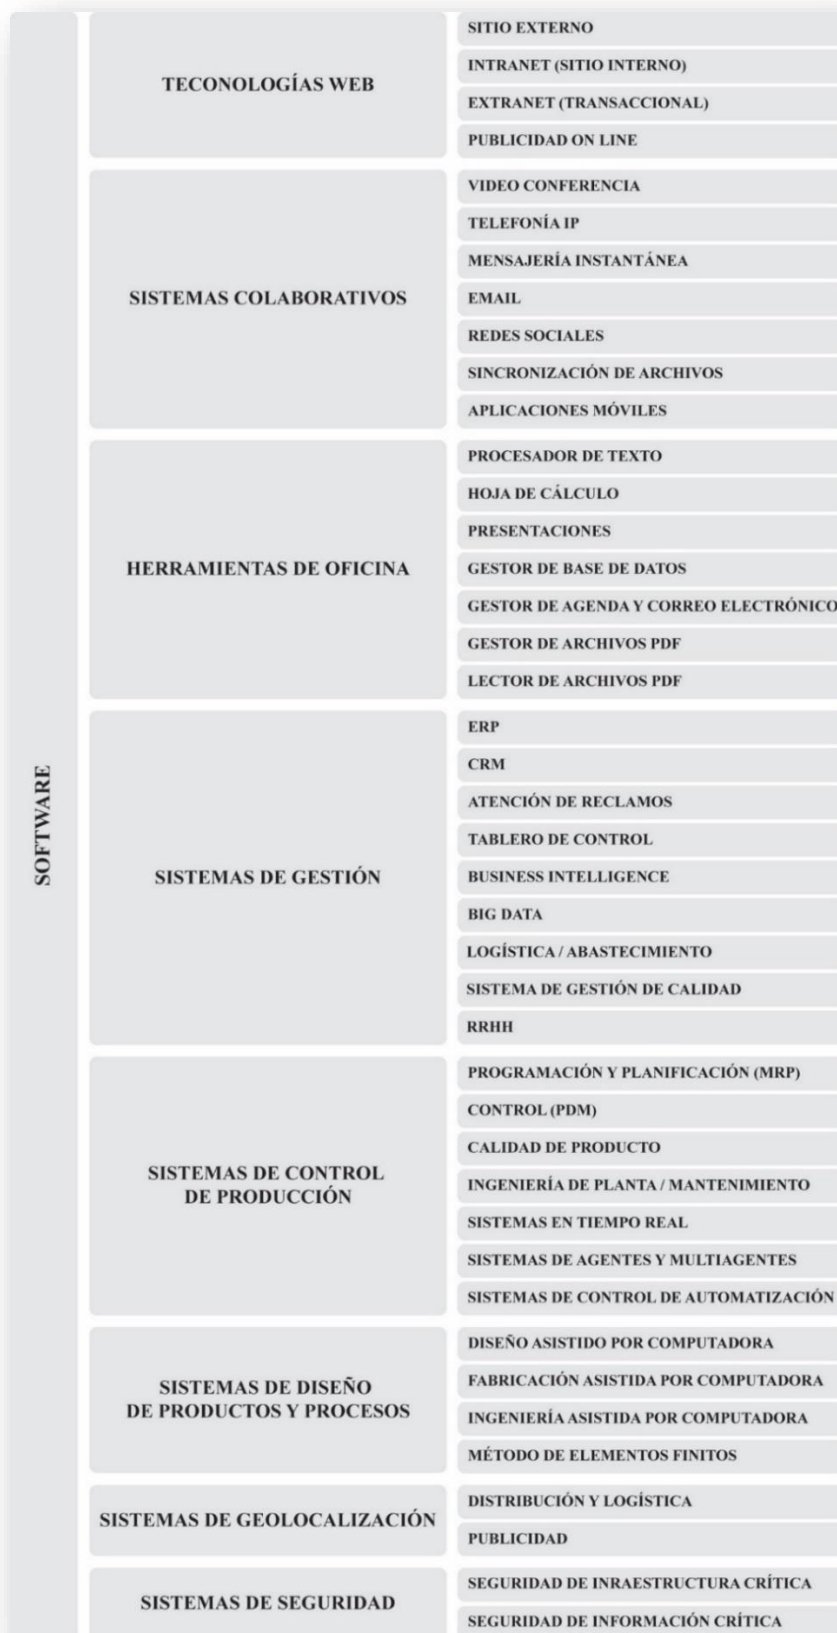 SOFTWARE
TECONOLOGÍAS WEB
SITIO EXTERNO
INTRANET (SITIO INTERNO)
EXTRANET (TRANSACCIONAL)
PUBLICIDAD ON LINE
SISTEMAS COLABORATIVOS
VIDEO CONFERENCIA
TELEFONÍA IP
MENSAJERÍA INSTANTÁNEA
EMAIL
REDES SOCIALES
SINCRONIZACIÓN DE ARCHIVOS
APLICACIONES MÓVILES
HERRAMIENTAS DE OFICINA
PROCESADOR DE TEXTO
HOJA DE CÁLCULO
PRESENTACIONES
GESTOR DE BASE DE DATOS
GESTOR DE AGENDA Y CORREO ELECTRÓNICO
GESTOR DE ARCHIVOS PDF
LECTOR DE ARCHIVOS PDF
SISTEMAS DE GESTIÓN
ERP
CRM
ATENCIÓN DE RECLAMOS
TABLERO DE CONTROL
BUSINESS INTELLIGENCE
BIG DATA
LOGÍSTICA / ABASTECIMIENTO
SISTEMA DE GESTIÓN DE CALIDAD
RRHH
SISTEMAS DE CONTROL
DE PRODUCCIÓN
PROGRAMACIÓN Y PLANIFICACIÓN (MRP)
CONTROL (PDM)
CALIDAD DE PRODUCTO
INGENIERÍA DE PLANTA / MANTENIMIENTO
SISTEMAS EN TIEMPO REAL
SISTEMAS DE AGENTES Y MULTIAGENTES
SISTEMAS DE CONTROL DE AUTOMATIZACIÓN
SISTEMAS DE DISEÑO
DE PRODUCTOS Y PROCESOS
DISEÑO ASISTIDO POR COMPUTADORA
FABRICACIÓN ASISTIDA POR COMPUTADORA
INGENIERÍA ASISTIDA POR COMPUTADORA
MÉTODO DE ELEMENTOS FINITOS
SISTEMAS DE GEOLOCALIZACIÓN
DISTRIBUCIÓN Y LOGÍSTICA
PUBLICIDAD
SISTEMAS DE SEGURIDAD
SEGURIDAD DE INRAESTRUCTURA CRÍTICA
SEGURIDAD DE INFORMACIÓN CRÍTICA